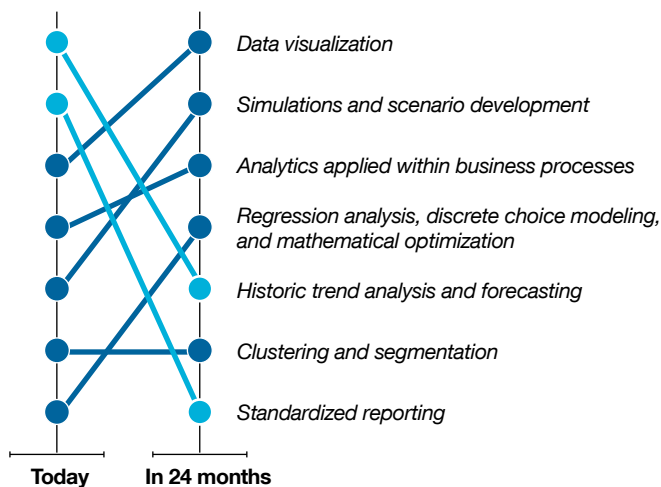 Data visualization
Simulations and scenario development
Analytics applied within business processes
Regression analysis, discrete choice modeling,
and mathematical optimization
Historic trend analysis and forecasting
Clustering and segmentation
Standardized reporting
Today
In 24 months